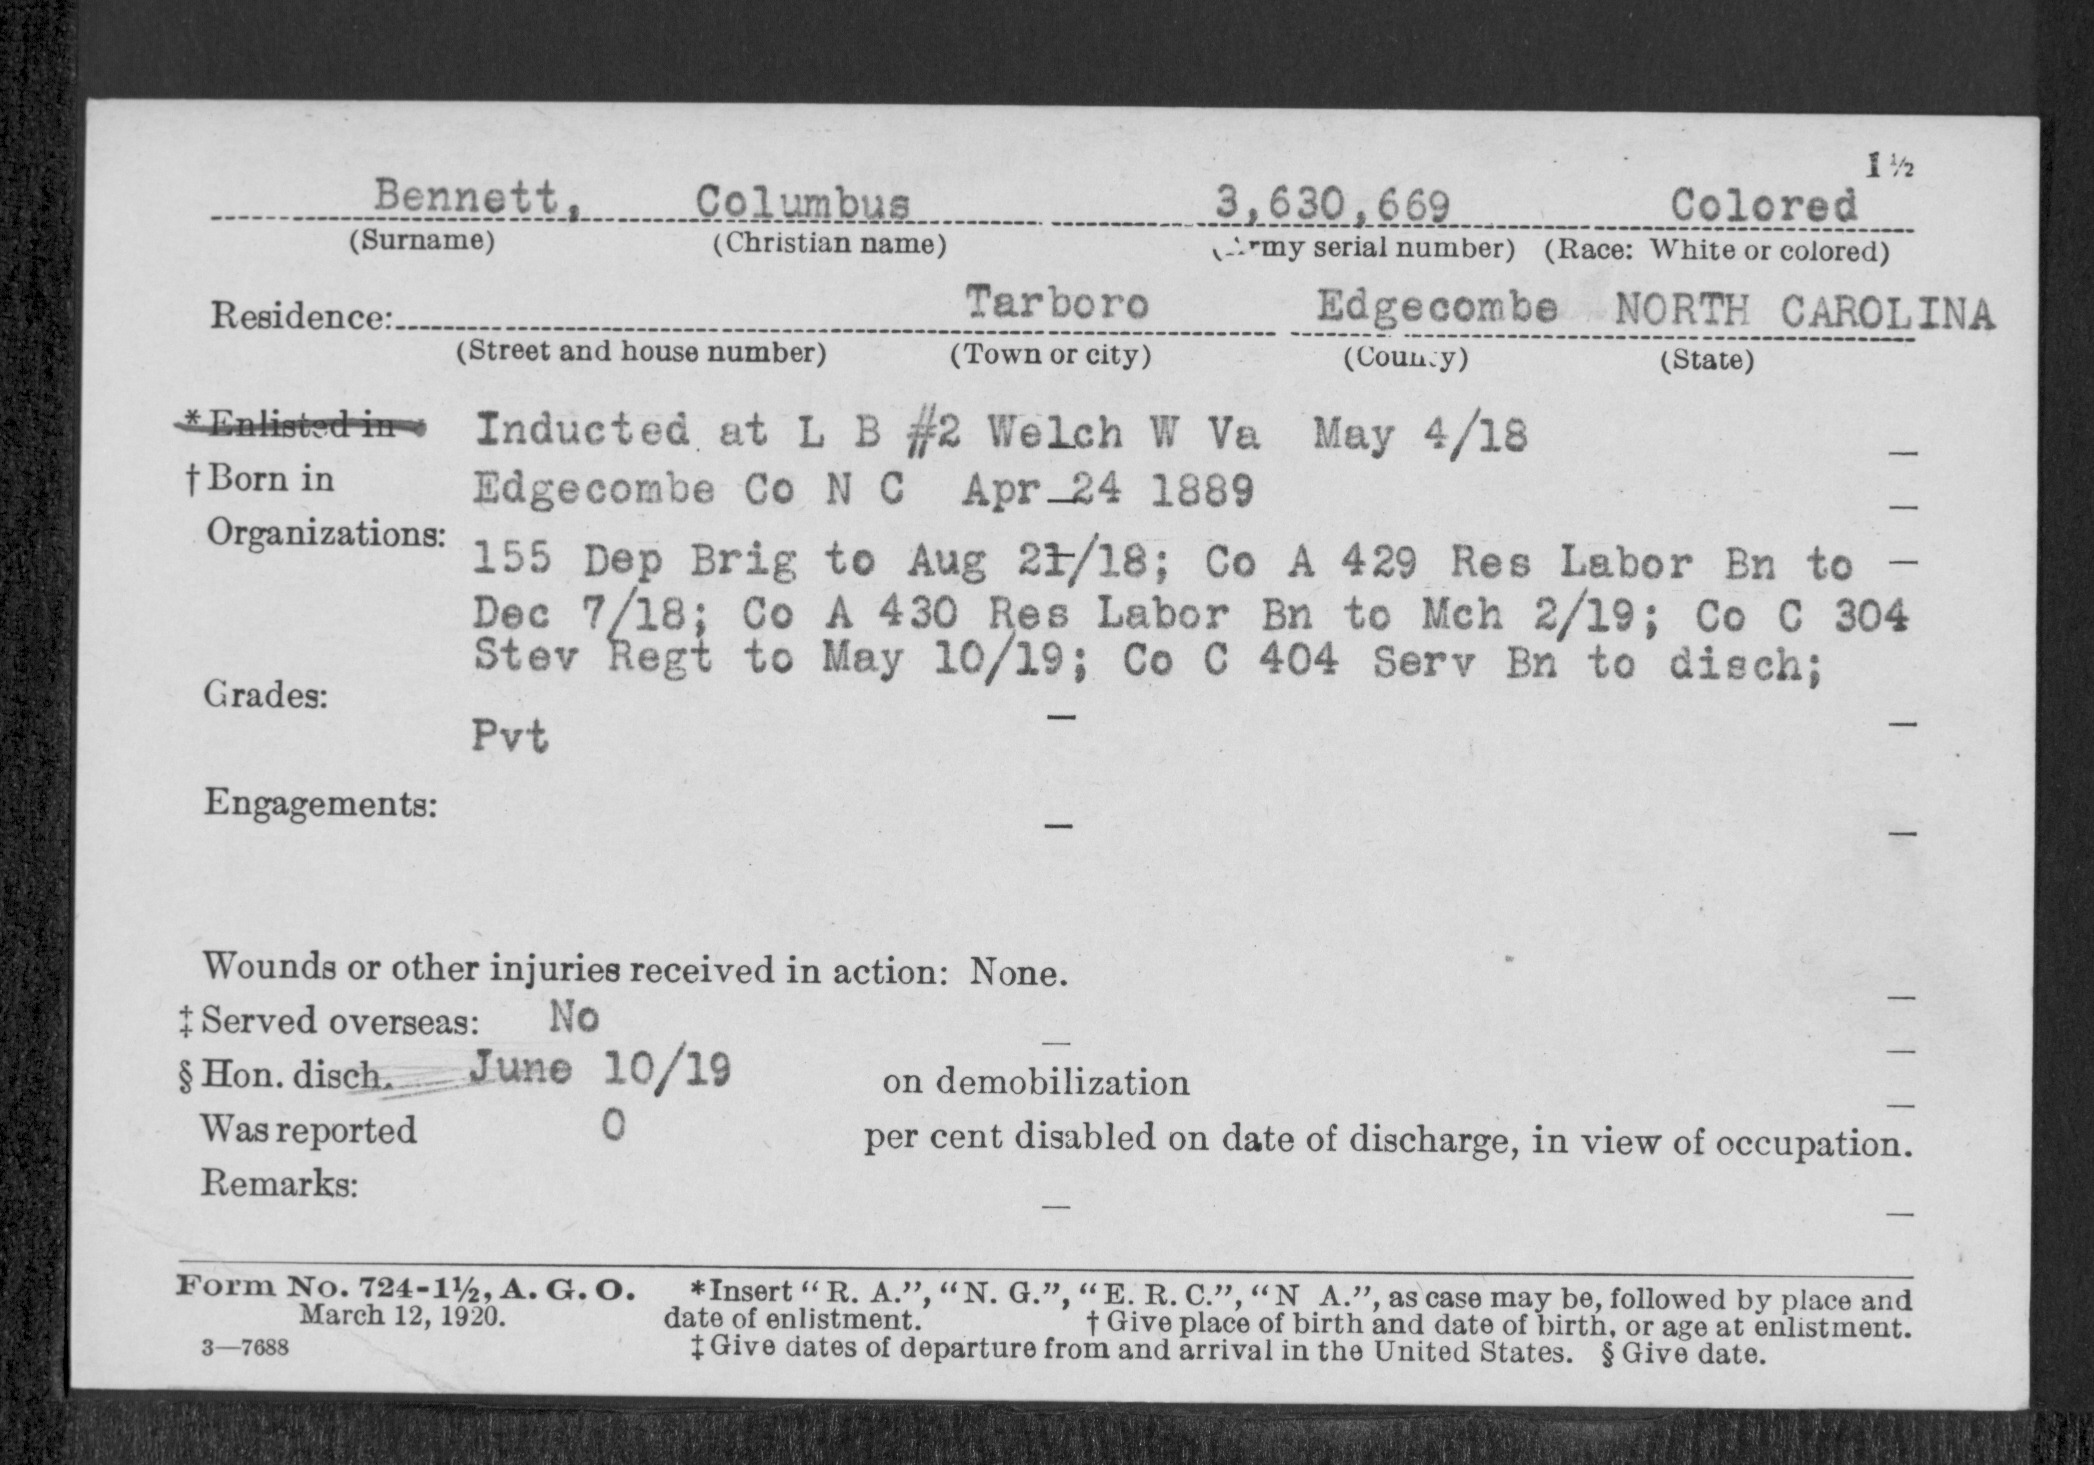 1 ½
Bennett, Columbus 3,630,669 Colored
(Surname) (Christian name) (Army serial number) (Race: White or colored)
Residence: Tarboro Edgecombe NORTH CAROLINA
(Street and house number) (Town or city) (County) (State)
* Enlisted in Inducted at L B #2 Welch W Va May 4/18
† Born in Edgecombe Co N C Apr 24 1889
Organizations: 155 Dep Brig to Aug 21/18; Co A 429 Res Labor Bn to
Dec 7/18; Co A 430 Res Labor Bn to Mch 2/19; Co C 304
Stev Regt to May 10/19; Co C 404 Serv Bn to disch;
Grades:
Pvt
Engagements:
Wounds or other injuries received in action: None.
‡ Served overseas: No
§ Hon. disch. June 10/19 on demobilization
Was reported 0 per cent disabled on date of discharge, in view of occupation.
Remarks:
Form No. 724-1½, A. G. O. *Insert "R. A.", "N. G.", "E. R. C.", "N A.", as case may be, followed by place and
March 12, 1920. date of enlistment. † Give place of birth and date of birth, or age at enlistment.
3—7688 ‡ Give dates of departure from and arrival in the United States. § Give date.